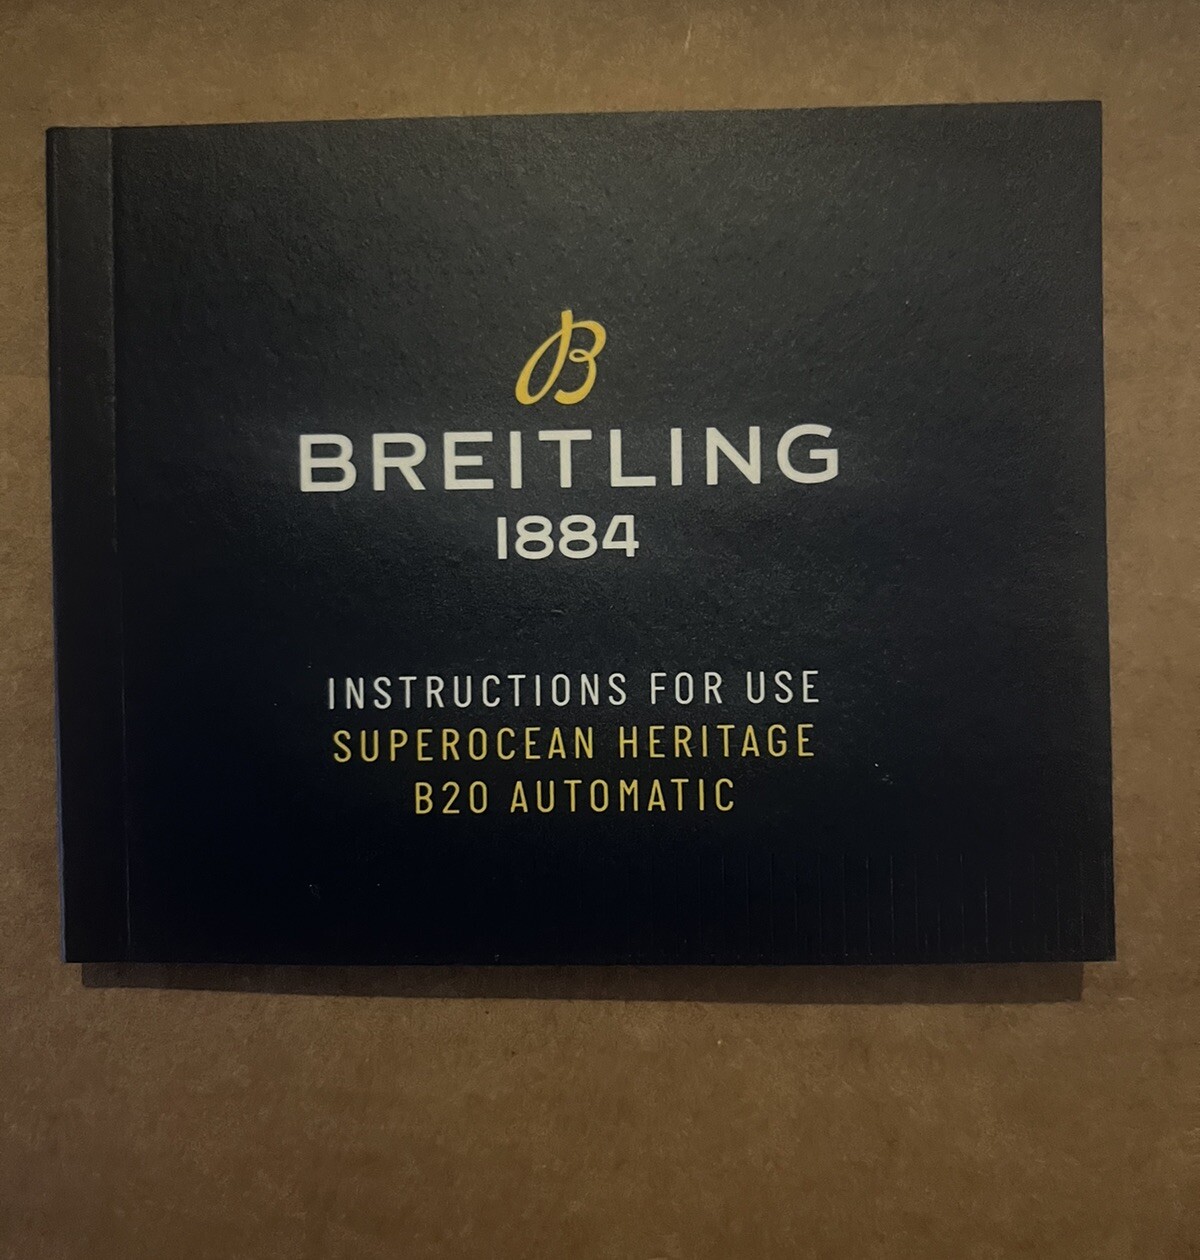 B
BREITLING
1884
INSTRUCTIONS FOR USE
SUPEROCEAN HERITAGE
B20 AUTOMATIC